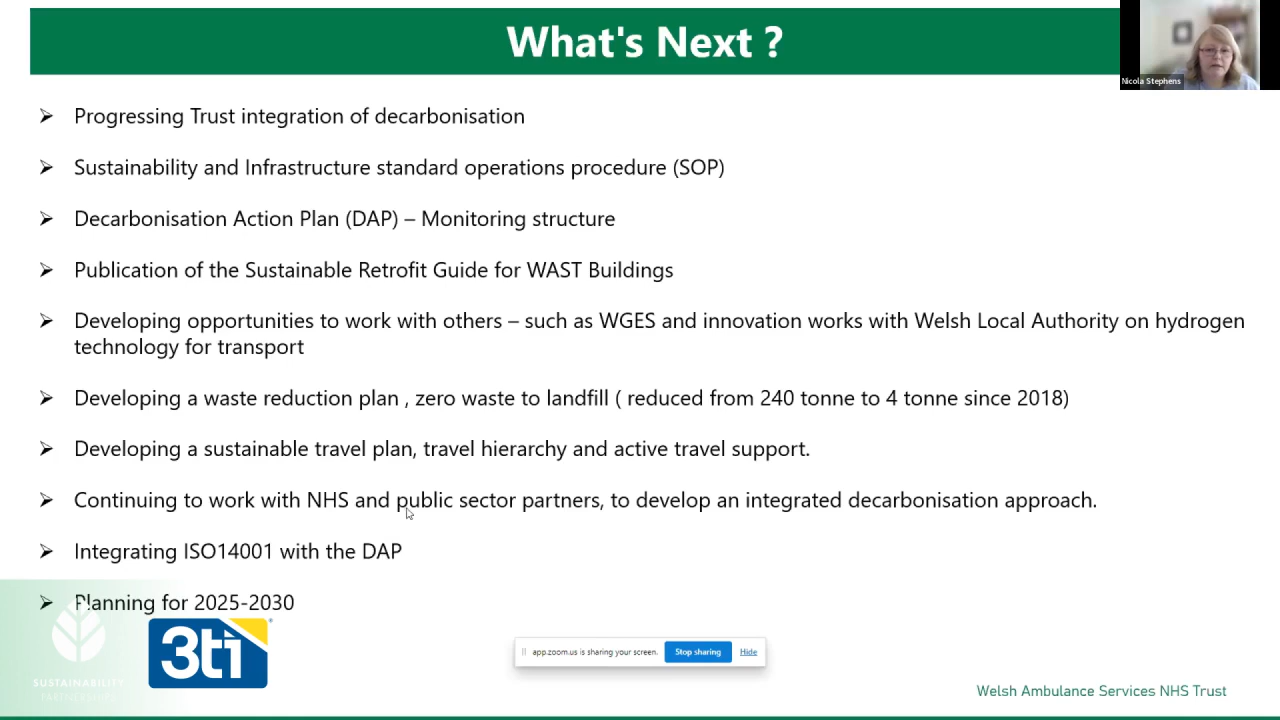 What's Next ?
Nicola Stephens
Progressing Trust integration of decarbonisation
Sustainability and Infrastructure standard operations procedure (SOP)
Decarbonisation Action Plan (DAP) – Monitoring structure
Publication of the Sustainable Retrofit Guide for WAST Buildings
Developing opportunities to work with others – such as WGES and innovation works with Welsh Local Authority on hydrogen
technology for transport
Developing a waste reduction plan , zero waste to landfill ( reduced from 240 tonne to 4 tonne since 2018)
Developing a sustainable travel plan, travel hierarchy and active travel support.
Continuing to work with NHS and public sector partners, to develop an integrated decarbonisation approach.
Integrating ISO14001 with the DAP
Planning for 2025-2030
3ti
SUSTAINABILITY
app.zoom.us is sharing your screen. Stop sharing Hide
Welsh Ambulance Services NHS Trust